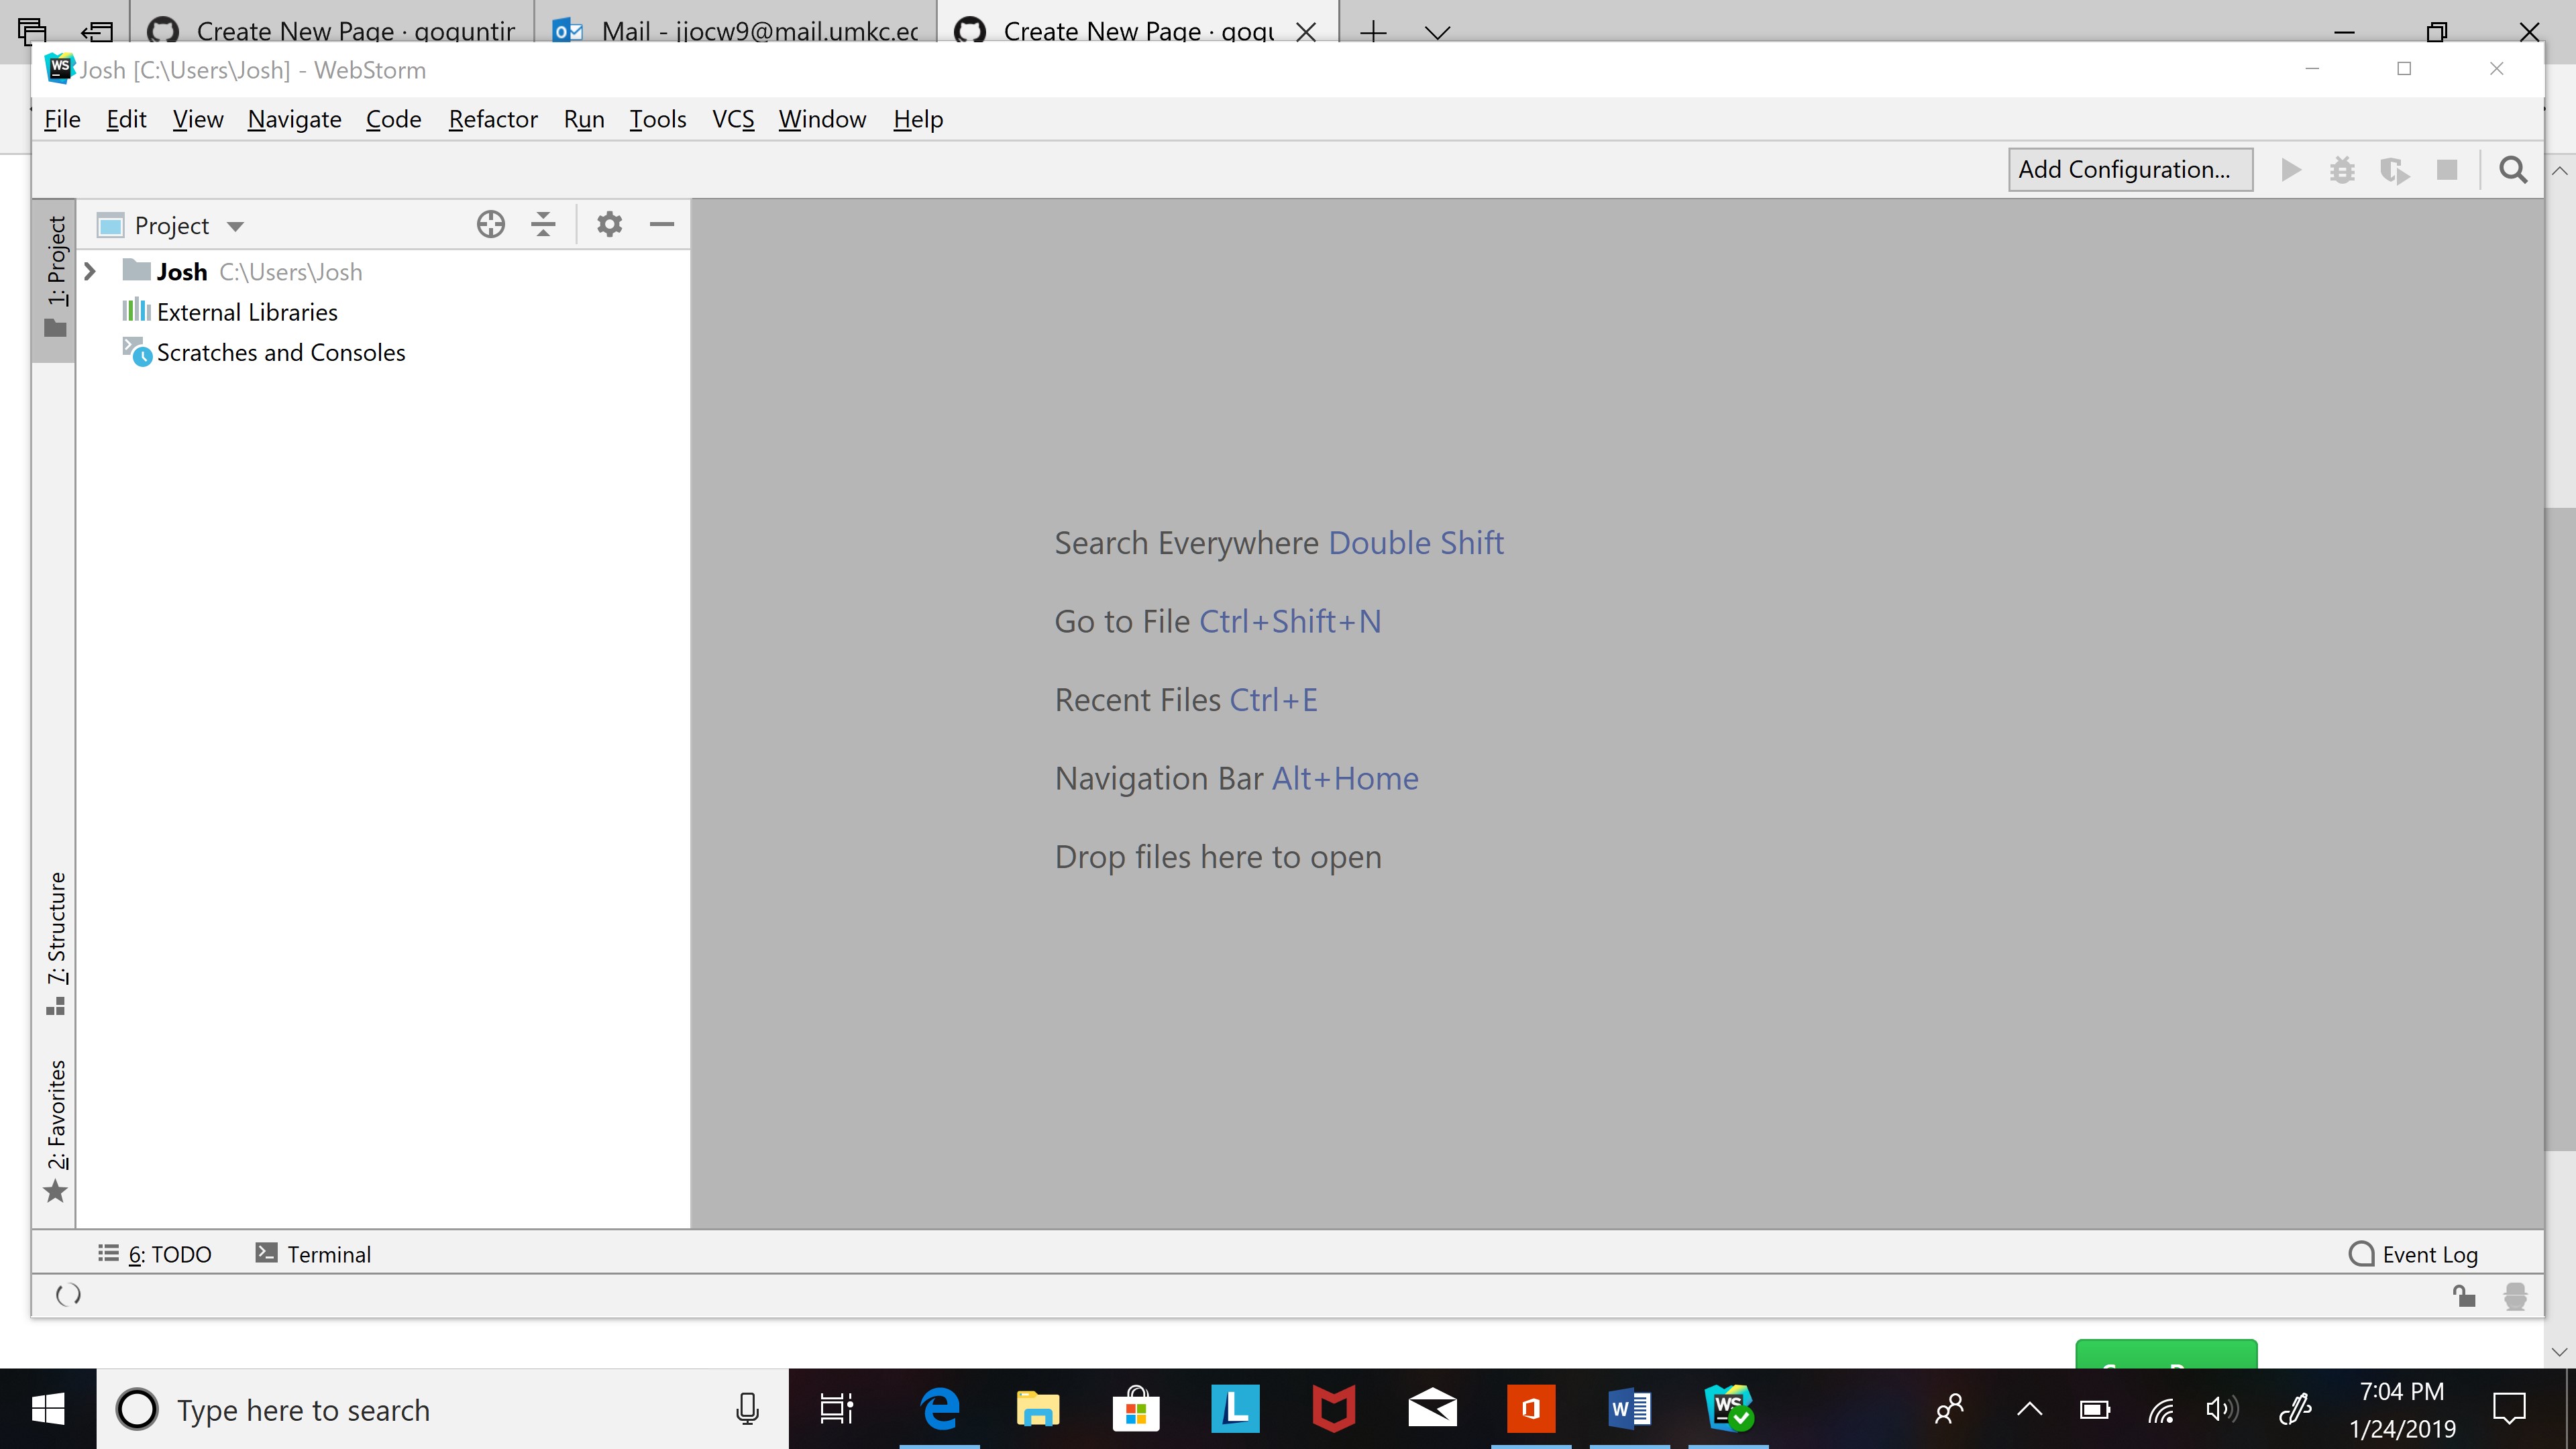 Create New Page · goguntir
Mail - jjocw9@mail.umkc.ec
Create New Page · gogu
WS Josh [C:\Users\Josh] - WebStorm
File Edit View Navigate Code Refactor Run Tools VCS Window Help
Add Configuration...
1: Project
Project
Josh C:\Users\Josh
External Libraries
Scratches and Consoles
Search Everywhere Double Shift
Go to File Ctrl+Shift+N
Recent Files Ctrl+E
Navigation Bar Alt+Home
Drop files here to open
7: Structure
2: Favorites
6: TODO
Terminal
Event Log
Type here to search
7:04 PM
1/24/2019